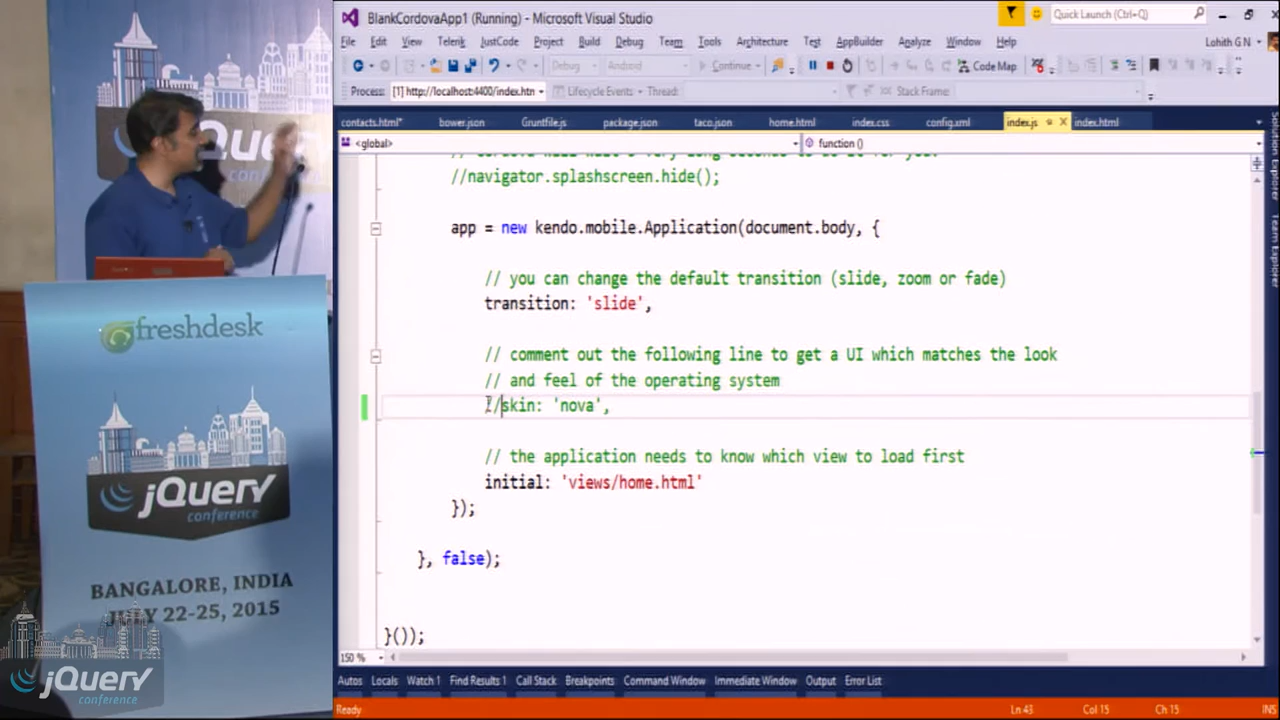 BlankCordovaApp1 (Running) - Microsoft Visual Studio
Quick Launch (Ctrl+Q)
File Edit View Telerik JustCode Project Build Debug Team Tools Architecture Test AppBuilder Analyze Window Help
Lohith G N
Debug Android Continue Code Map
Process: [1] http://localhost:4400/index.htn Lifecycle Events Thread: Stack Frame:
contacts.html* bower.json Gruntfile.js package.json taco.json home.html index.css config.xml index.js index.html
<global> function ()
//navigator.splashscreen.hide();
app = new kendo.mobile.Application(document.body, {
// you can change the default transition (slide, zoom or fade)
transition: 'slide',
// comment out the following line to get a UI which matches the look
// and feel of the operating system
//skin: 'nova',
// the application needs to know which view to load first
initial: 'views/home.html'
});
}, false);
}());
150 %
Autos Locals Watch 1 Find Results 1 Call Stack Breakpoints Command Window Immediate Window Output Error List
Ready Ln 43 Col 15 Ch 15 INS
Solution Explorer
Team Explorer
freshdesk
jQuery
conference
BANGALORE, INDIA
JULY 22-25, 2015
jQuery
conference